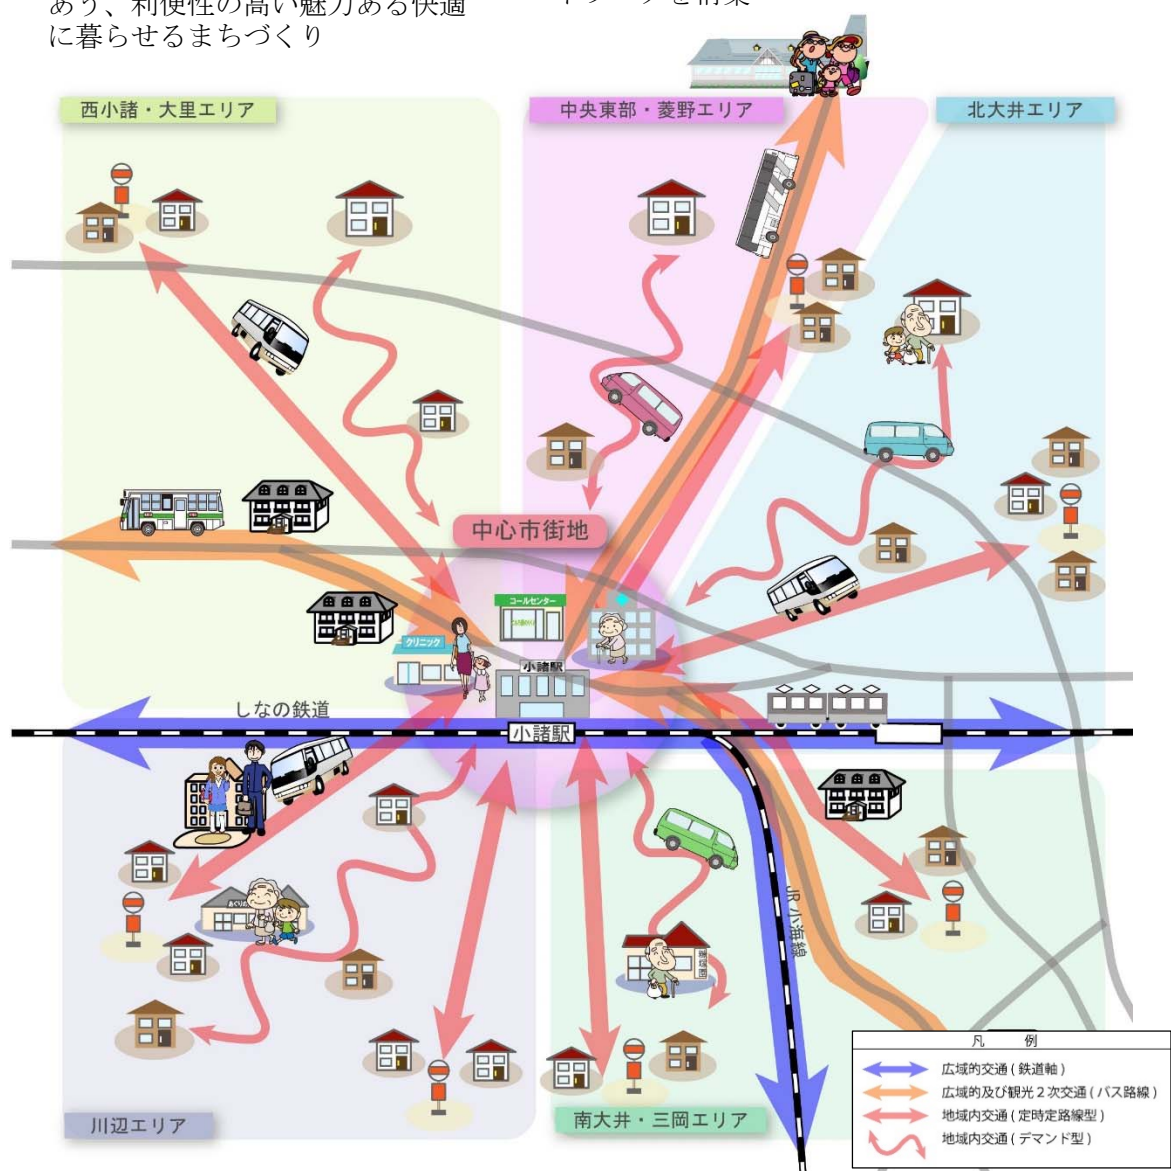 あう、利便性の高い魅力ある快適
に暮らせるまちづくり
西小諸・大里エリア
中央東部・菱野エリア
北大井エリア
中心市街地
コールセンター
クリニック
小諸駅
しなの鉄道
小諸駅
JR小海線
川辺エリア
南大井・三岡エリア
凡 例
広域的交通(鉄道軸)
広域的及び観光2次交通(バス路線)
地域内交通(定時定路線型)
地域内交通(デマンド型)